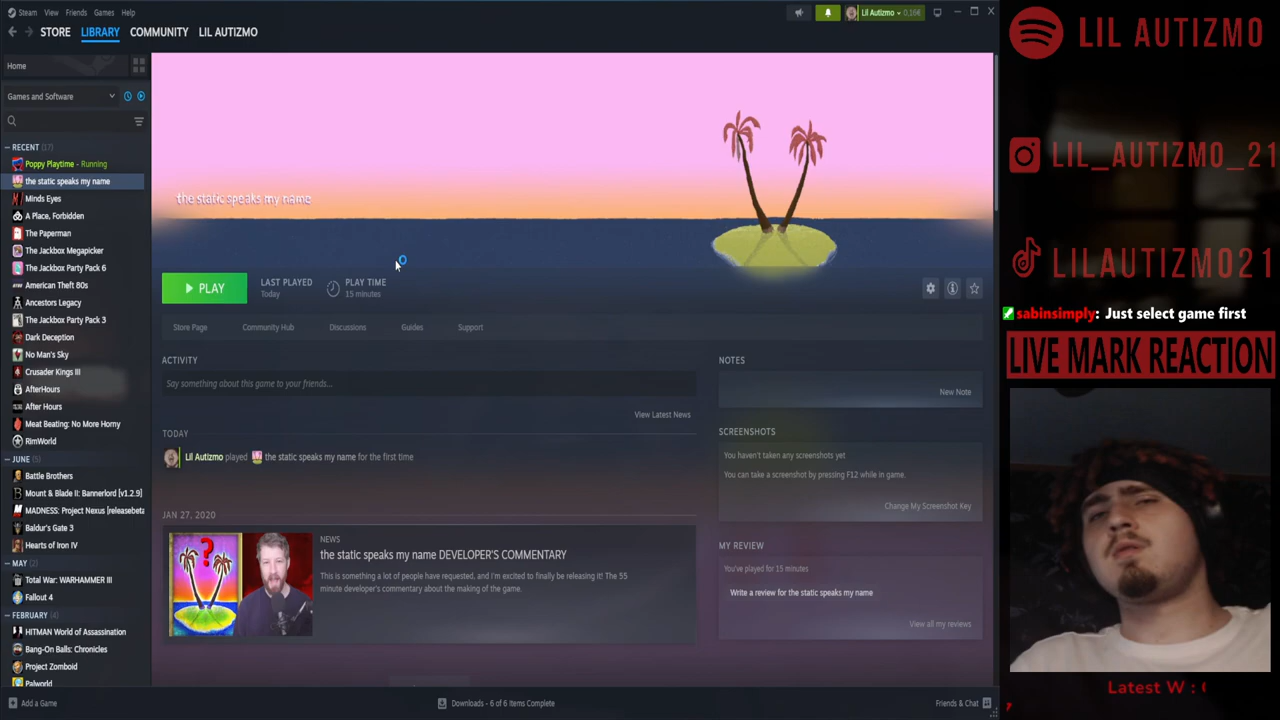 Steam View Friends Games Help
Lil Autizmo 0,16€
STORE LIBRARY COMMUNITY LIL AUTIZMO
Home
Games and Software
RECENT (17)
Poppy Playtime - Running
the static speaks my name
Minds Eyes
A Place, Forbidden
The Paperman
The Jackbox Megapicker
The Jackbox Party Pack 6
American Theft 80s
Ancestors Legacy
The Jackbox Party Pack 3
Dark Deception
No Man's Sky
Crusader Kings III
AfterHours
After Hours
Meat Beating: No More Horny
RimWorld
JUNE (5)
Battle Brothers
Mount & Blade II: Bannerlord [v1.2.9]
MADNESS: Project Nexus [releasebeta
Baldur's Gate 3
Hearts of Iron IV
MAY (2)
Total War: WARHAMMER III
Fallout 4
FEBRUARY (4)
HITMAN World of Assassination
Bang-On Balls: Chronicles
Project Zomboid
Palworld
Add a Game
the static speaks my name
PLAY
LAST PLAYED
Today
PLAY TIME
15 minutes
Store Page Community Hub Discussions Guides Support
ACTIVITY
Say something about this game to your friends...
View Latest News
TODAY
Lil Autizmo played the static speaks my name for the first time
JAN 27, 2020
?
NEWS
the static speaks my name DEVELOPER'S COMMENTARY
This is something a lot of people have requested, and I'm excited to finally be releasing it! The 55
minute developer's commentary about the making of the game.
NOTES
New Note
SCREENSHOTS
You haven't taken any screenshots yet
You can take a screenshot by pressing F12 while in game.
Change My Screenshot Key
MY REVIEW
You've played for 15 minutes
Write a review for the static speaks my name
View all my reviews
Downloads - 6 of 6 Items Complete
Friends & Chat
LIL AUTIZMO
LIL_AUTIZMO_21
LILAUTIZMO21
sabinsimply: Just select game first
LIVE MARK REACTION
Latest W :